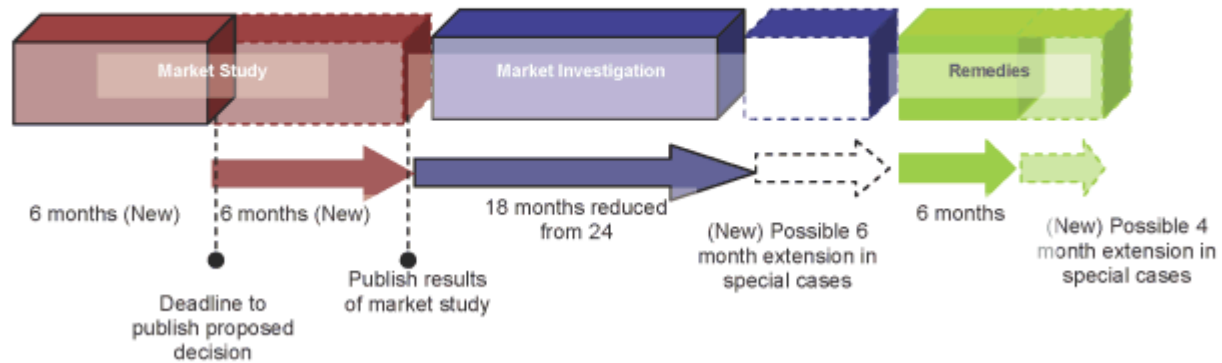 Market Study
Market Investigation
Remedies
6 months (New)
6 months (New)
18 months reduced
from 24
(New) Possible 6
month extension in
special cases
6 months
(New) Possible 4
month extension in
special cases
Deadline to
publish proposed
decision
Publish results
of market study